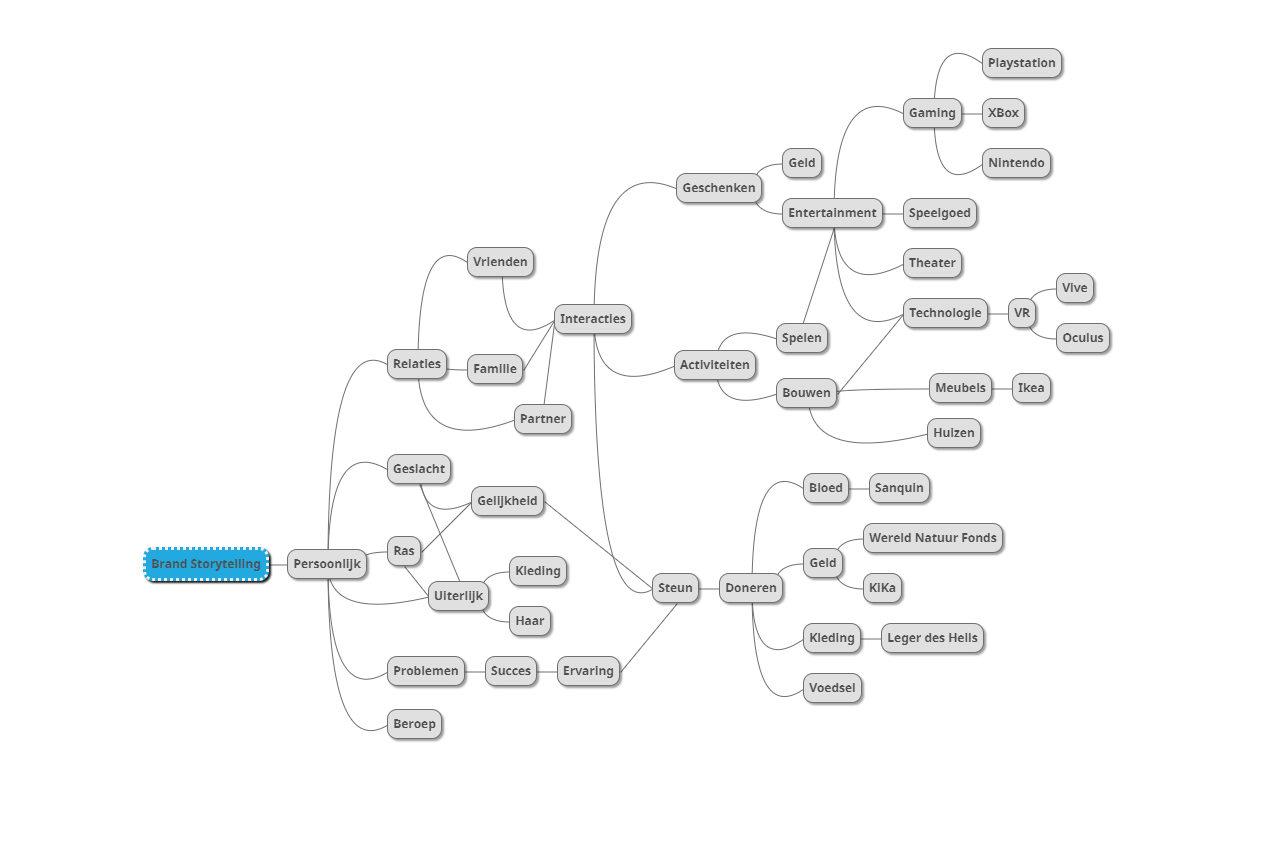 Brand Storytelling
Persoonlijk
Relaties
Vrienden
Familie
Partner
Interacties
Geschenken
Geld
Entertainment
Gaming
Playstation
XBox
Nintendo
Speelgoed
Theater
Technologie
VR
Vive
Oculus
Activiteiten
Spelen
Bouwen
Meubels
Ikea
Huizen
Geslacht
Gelijkheid
Ras
Uiterlijk
Kleding
Haar
Steun
Doneren
Bloed
Sanquin
Geld
Wereld Natuur Fonds
KiKa
Kleding
Leger des Heils
Voedsel
Problemen
Succes
Ervaring
Beroep